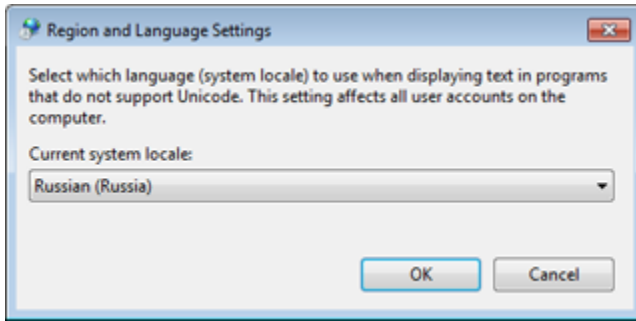 Region and Language Settings
Select which language (system locale) to use when displaying text in programs
that do not support Unicode. This setting affects all user accounts on the
computer.
Current system locale:
Russian (Russia)
OK
Cancel